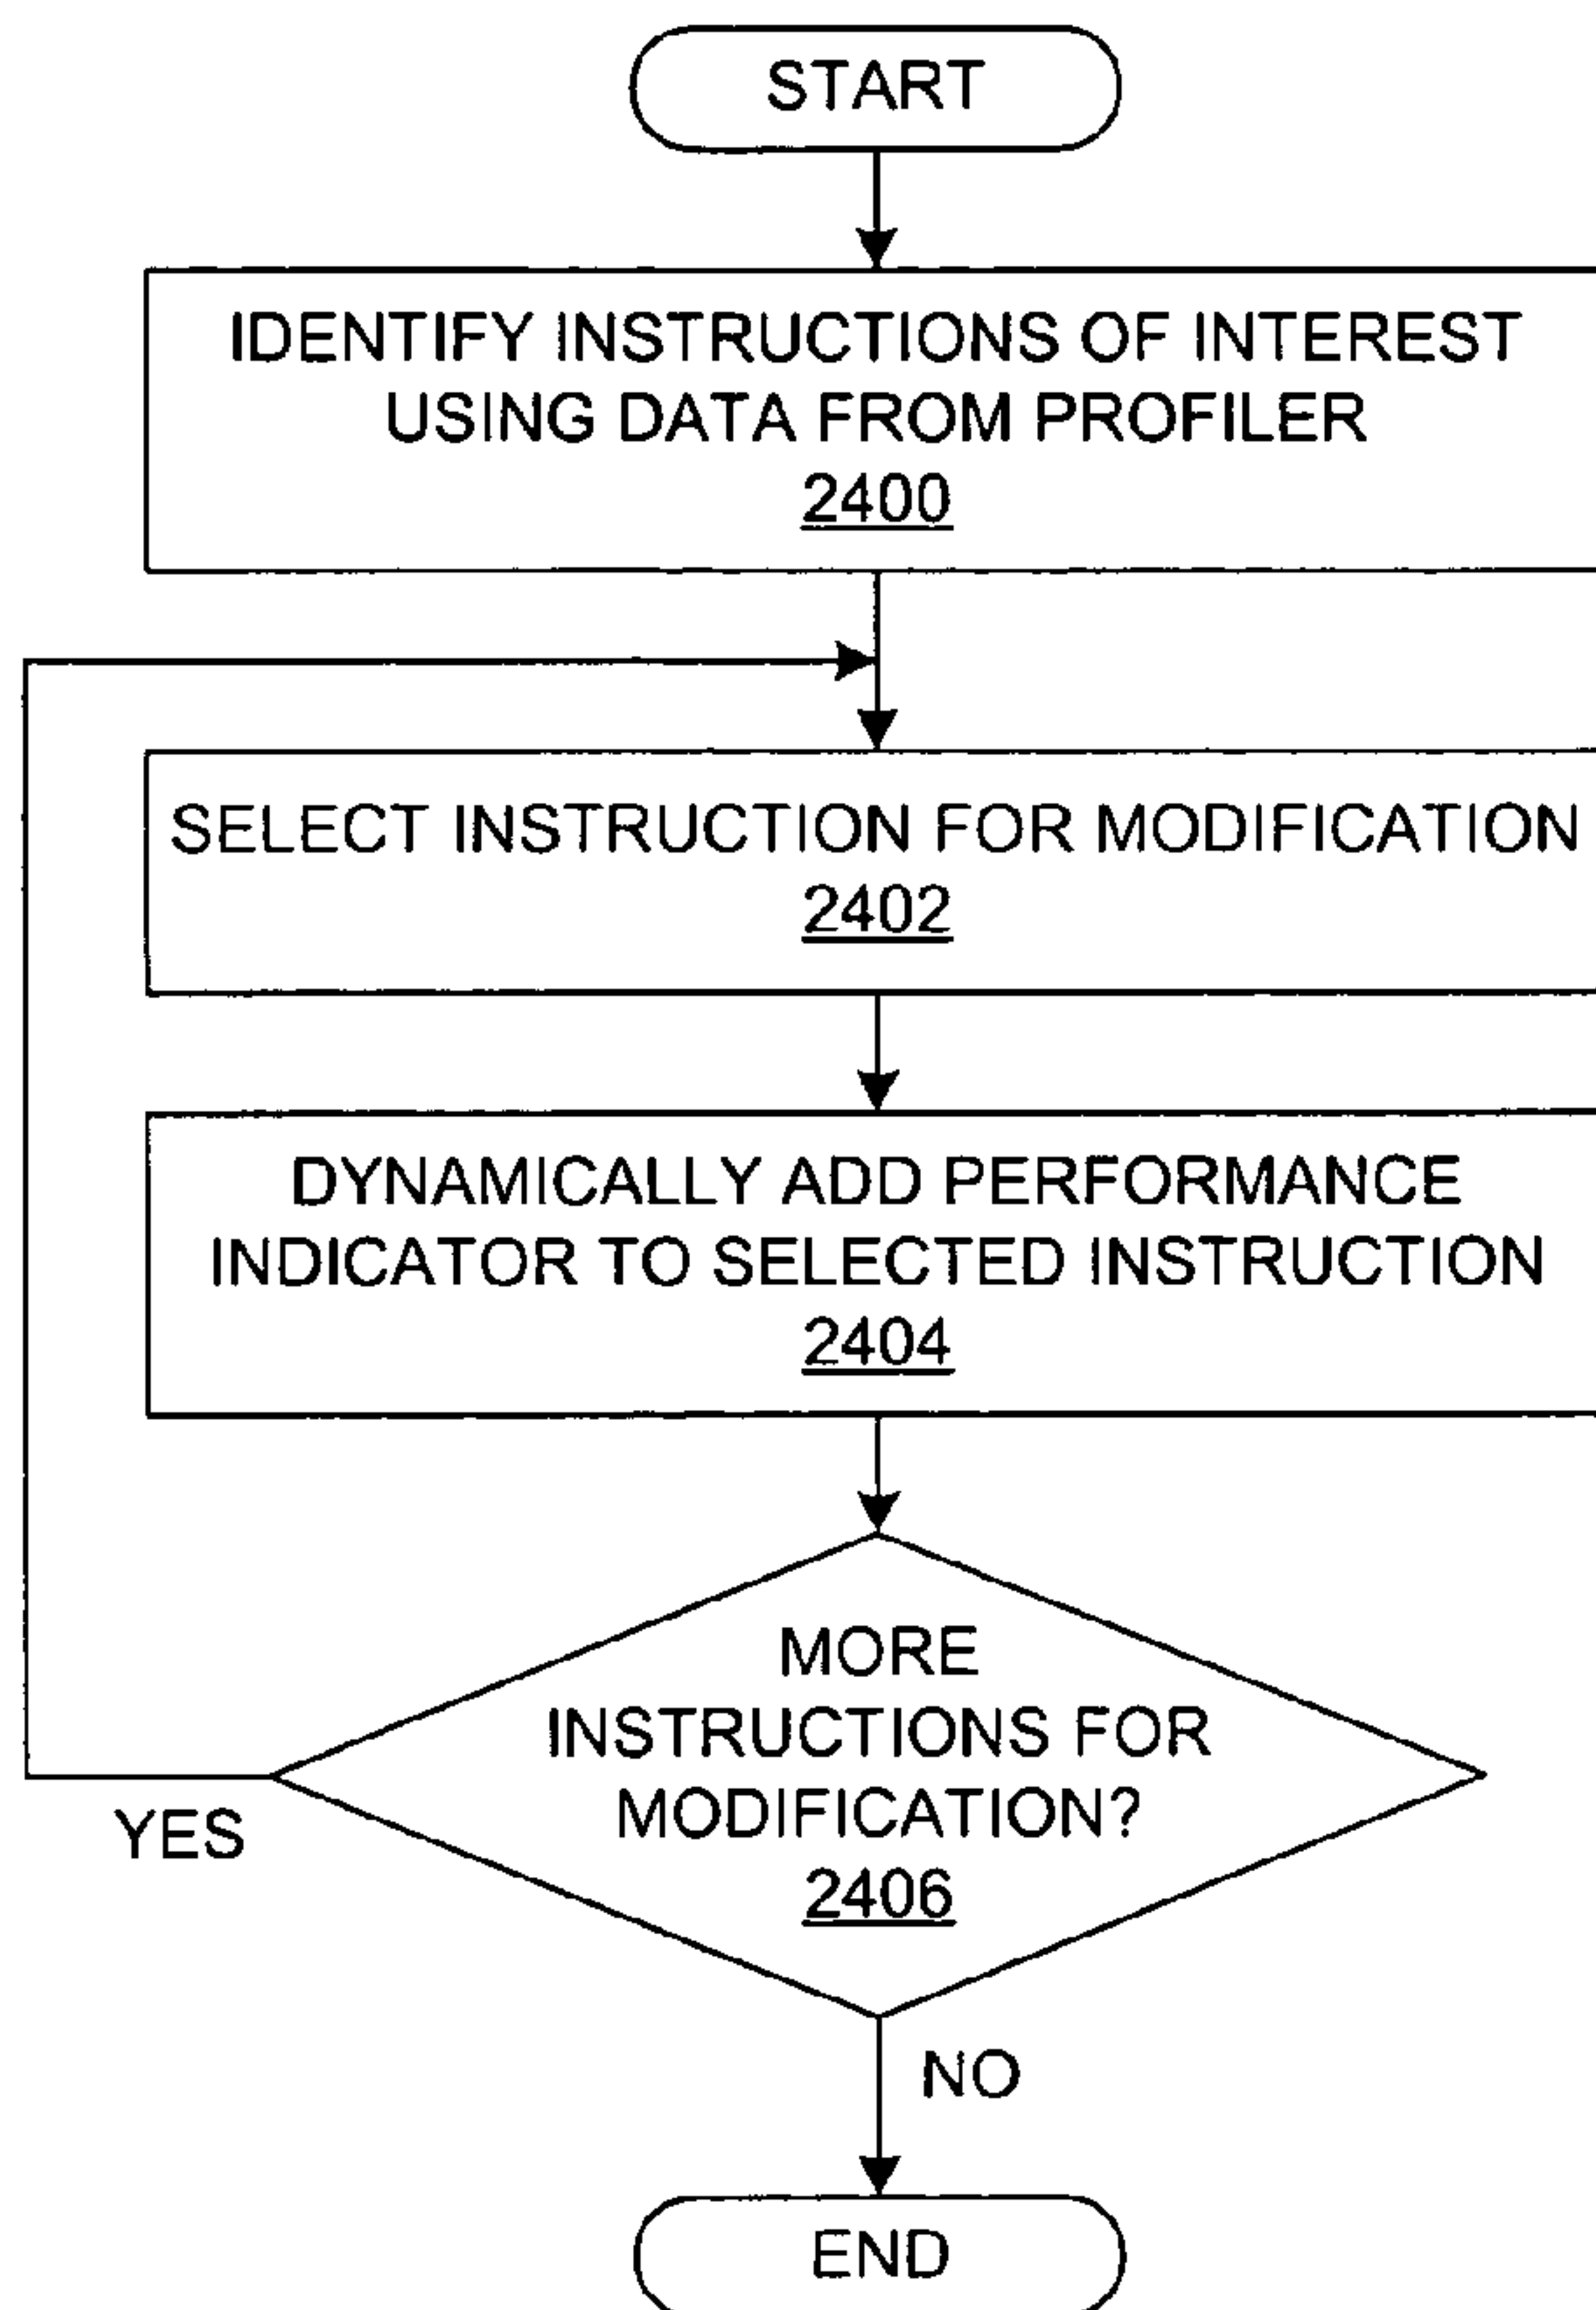 START
IDENTIFY INSTRUCTIONS OF INTEREST
USING DATA FROM PROFILER
2400
SELECT INSTRUCTION FOR MODIFICATION
2402
DYNAMICALLY ADD PERFORMANCE
INDICATOR TO SELECTED INSTRUCTION
2404
MORE
INSTRUCTIONS FOR
MODIFICATION?
2406
YES
NO
END